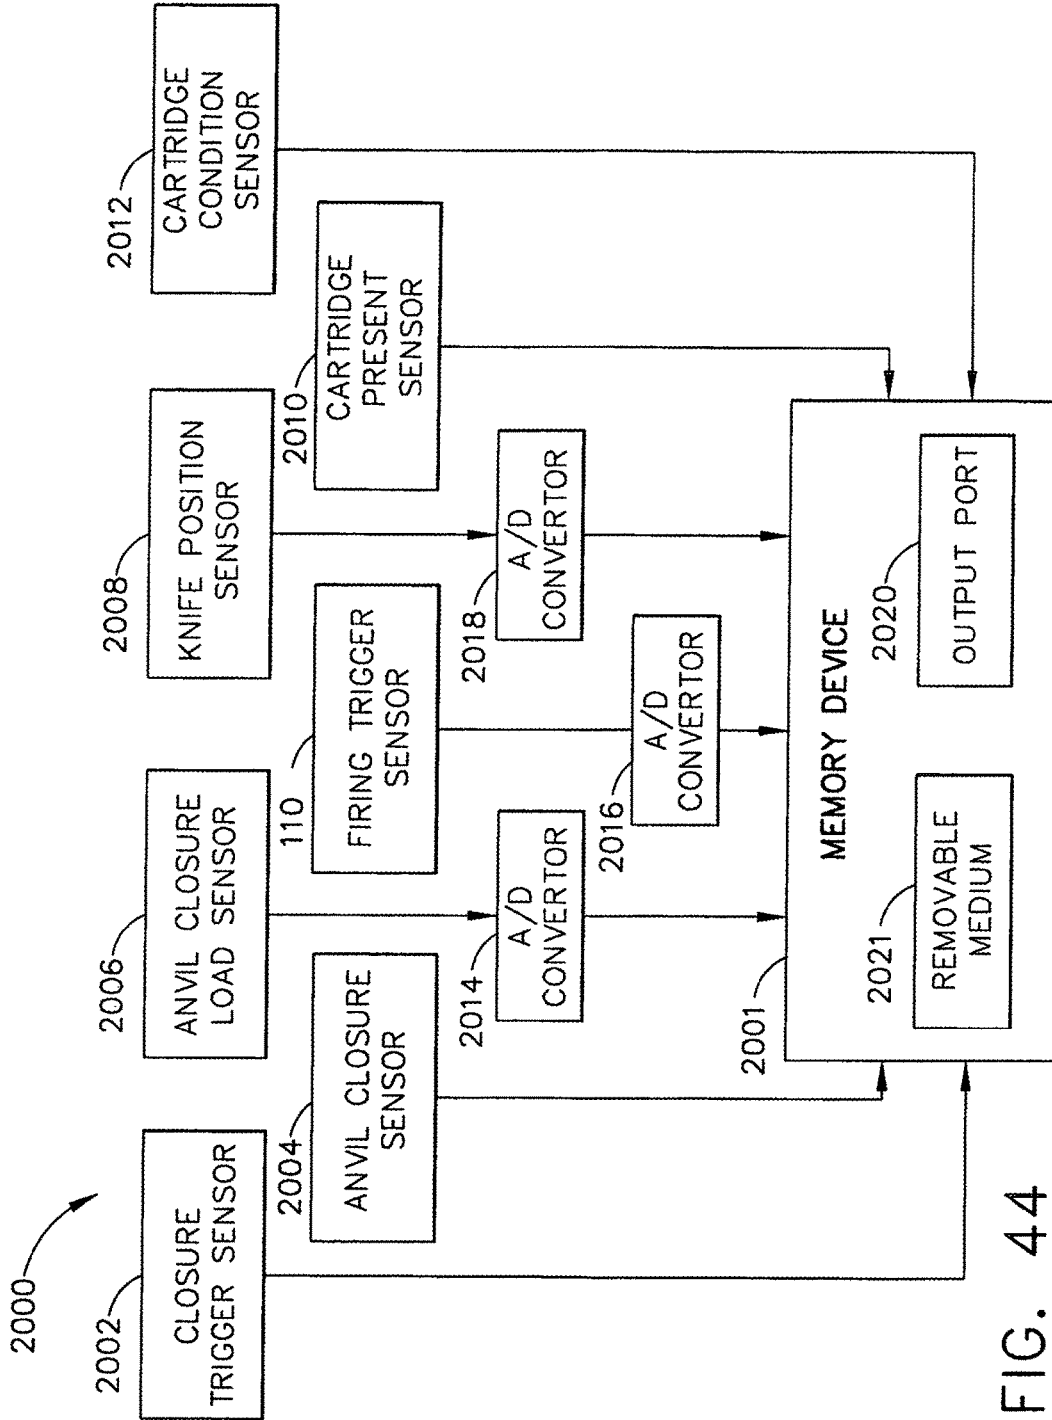 2000
2002
CLOSURE
TRIGGER SENSOR
2004
ANVIL CLOSURE
SENSOR
2006
ANVIL CLOSURE
LOAD SENSOR
110
FIRING TRIGGER
SENSOR
2008
KNIFE POSITION
SENSOR
2010
CARTRIDGE
PRESENT
SENSOR
2012
CARTRIDGE
CONDITION
SENSOR
2014
A/D
CONVERTOR
2016
A/D
CONVERTOR
2018
A/D
CONVERTOR
2001
MEMORY DEVICE
2021
REMOVABLE
MEDIUM
2020
OUTPUT PORT
FIG. 44